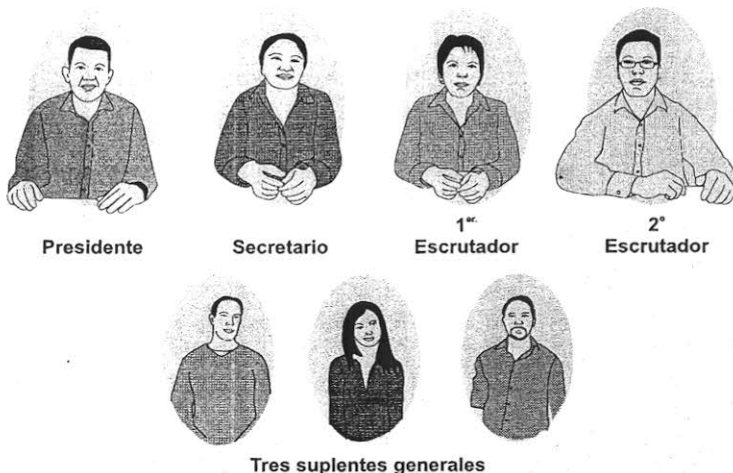 Presidente
Secretario
1er.
Escrutador
2°
Escrutador
Tres suplentes generales